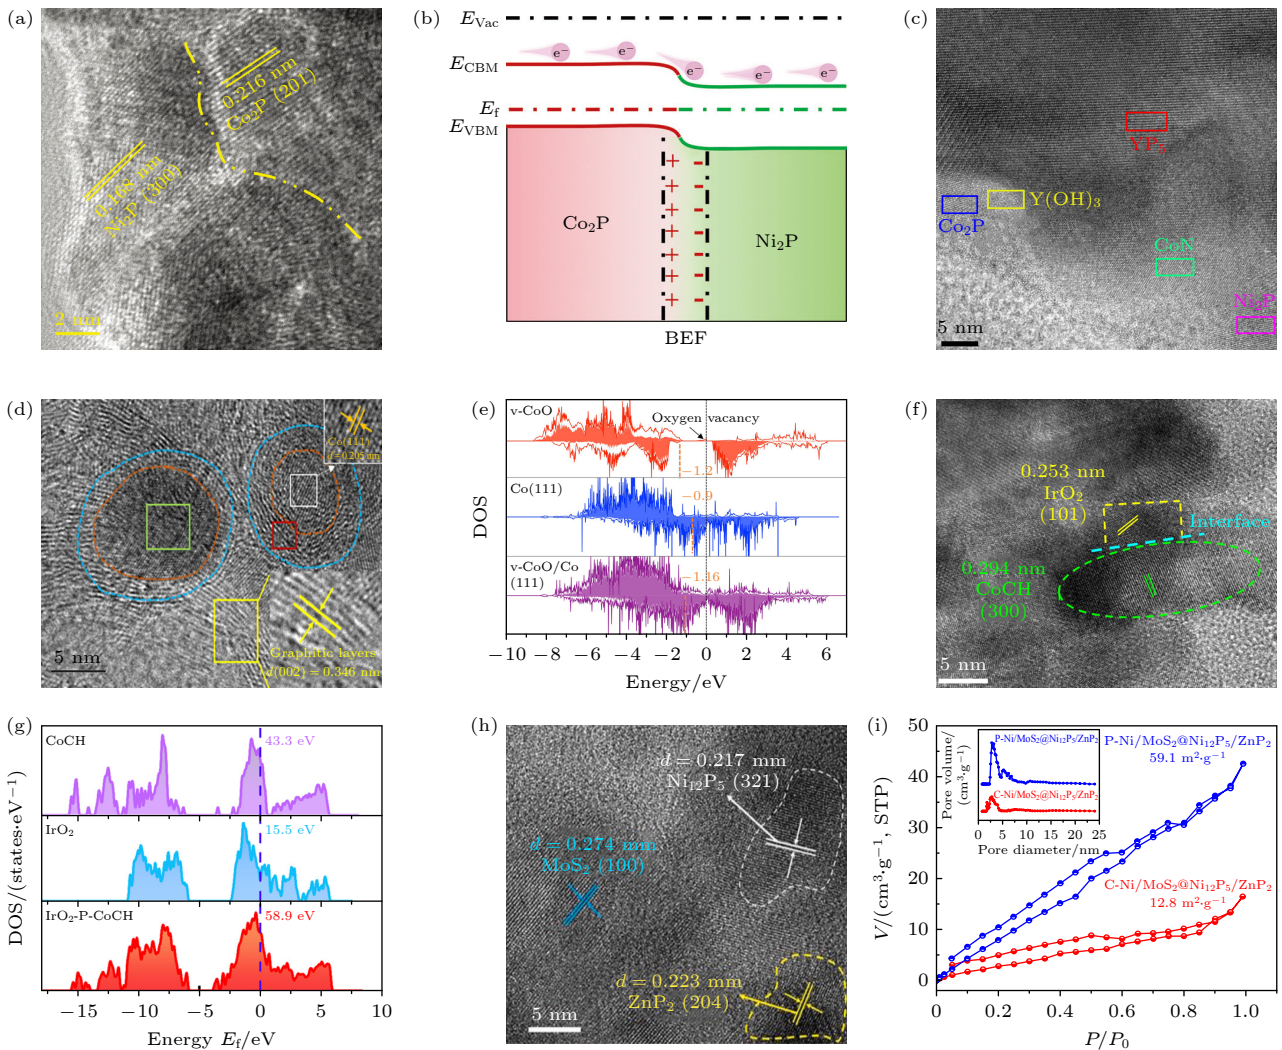 (a)
0.216 nm
Co₂P (201)
0.168 nm
Ni₂P (300)
2 nm
(b)
E_Vac
e⁻ e⁻ e⁻ e⁻ e⁻
E_CBM
E_f
E_VBM
Co₂P
Ni₂P
BEF
(c)
YP₅
Y(OH)₃
Co₂P
CoN
Ni₂P
5 nm
(d)
Co(111)
d=0.205 nm
Graphitic layers
d(002) = 0.346 nm
5 nm
(e)
v-CoO
Oxygen vacancy
−1.2
Co(111)
−0.9
v-CoO/Co
(111)
−1.16
DOS
−10 −8 −6 −4 −2 0 2 4 6
Energy/eV
(f)
0.253 nm
IrO₂
(101)
Interface
0.294 nm
CoCH
(300)
5 nm
(g)
CoCH
43.3 eV
IrO₂
15.5 eV
IrO₂-P-CoCH
58.9 eV
DOS/(states·eV⁻¹)
−15 −10 −5 0 5 10
Energy E_f/eV
(h)
d = 0.217 mm
Ni₁₂P₅ (321)
d = 0.274 mm
MoS₂ (100)
d = 0.223 mm
ZnP₂ (204)
5 nm
(i)
50
40
30
20
10
0
V/(cm³·g⁻¹, STP)
P-Ni/MoS₂@Ni₁₂P₅/ZnP₂
C-Ni/MoS₂@Ni₁₂P₅/ZnP₂
Pore volume/
(cm³·g⁻¹)
0 5 10 15 20 25
Pore diameter/nm
P-Ni/MoS₂@Ni₁₂P₅/ZnP₂
59.1 m²·g⁻¹
C-Ni/MoS₂@Ni₁₂P₅/ZnP₂
12.8 m²·g⁻¹
0 0.2 0.4 0.6 0.8 1.0
P/P₀